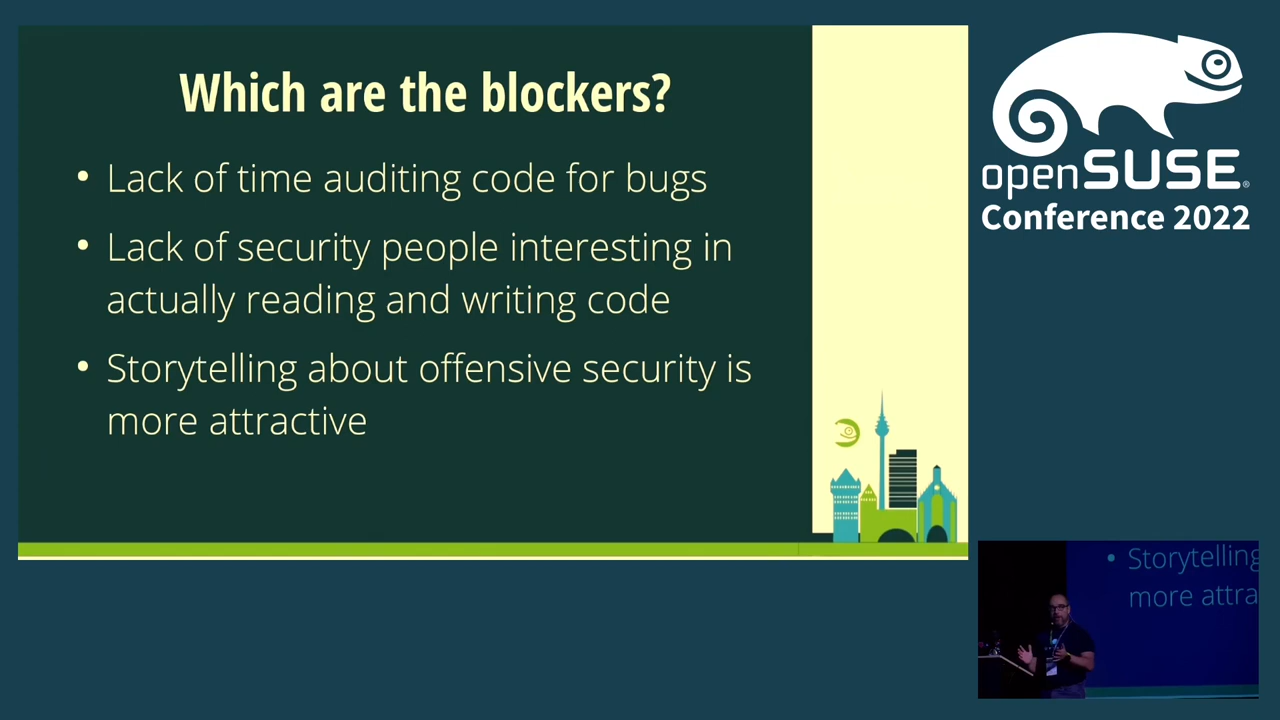 Which are the blockers?
• Lack of time auditing code for bugs
• Lack of security people interesting in
actually reading and writing code
• Storytelling about offensive security is
more attractive
openSUSE®
Conference 2022
• Storytelling
more attra